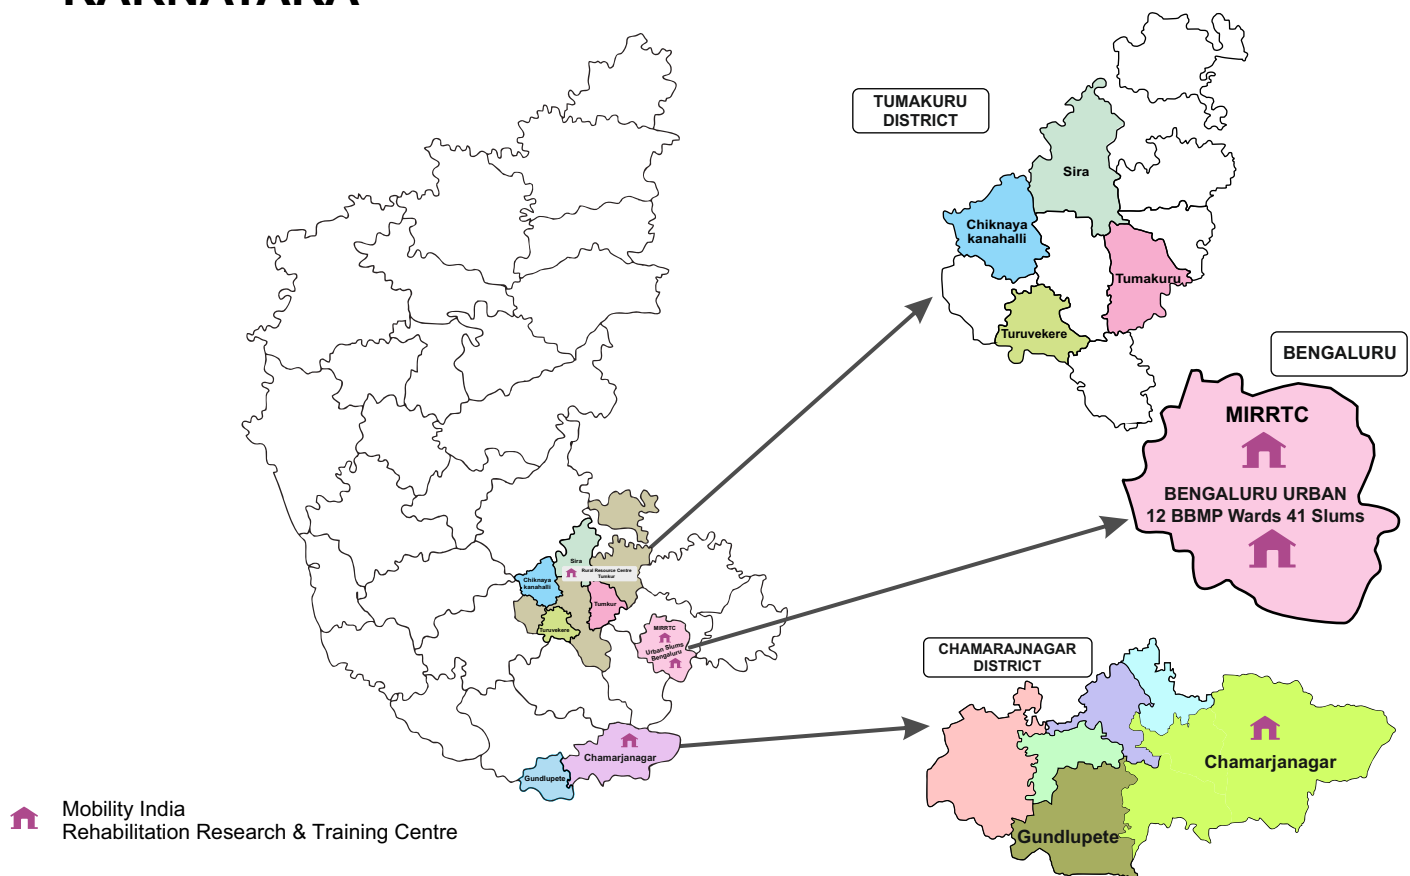 KARNATAKA
TUMAKURU
DISTRICT
Sira
Chiknaya
kanahalli
Tumakuru
Turuvekere
BENGALURU
MIRRTC
BENGALURU URBAN
12 BBMP Wards 41 Slums
Sira
Rural Resource Centre
Tumkur
Chiknaya
kanahalli
Tumkur
Turuvekere
MIRRTC
Urban Slums
Bengaluru
CHAMARAJNAGAR
DISTRICT
Chamarjanagar
Gundlupete
Chamarjanagar
Gundlupete
Mobility India
Rehabilitation Research & Training Centre